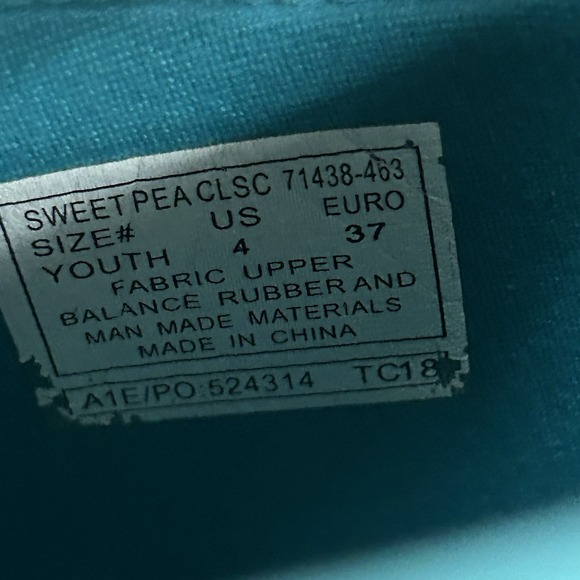 SWEET PEA CLSC 71438-463
SIZE# US EURO
YOUTH 4 37
FABRIC UPPER
BALANCE RUBBER AND
MAN MADE MATERIALS
MADE IN CHINA
A1E/PO:524314 TC18